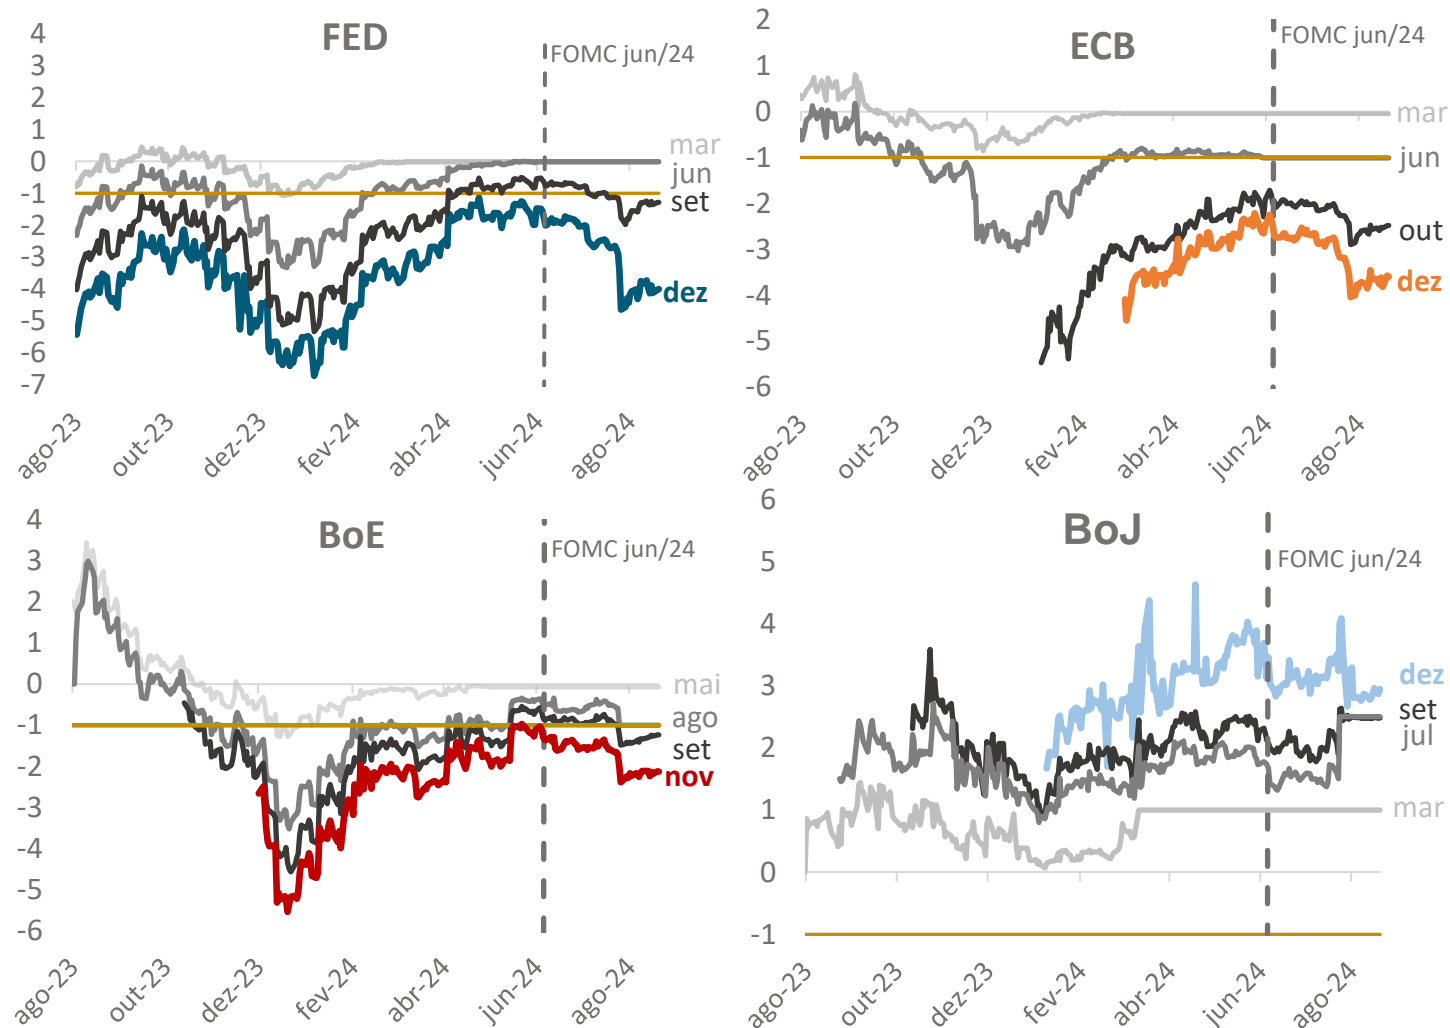 FED
FOMC jun/24
4
3
2
1
0
-1
-2
-3
-4
-5
-6
-7
mar
jun
set
dez
ago-23
out-23
dez-23
fev-24
abr-24
jun-24
ago-24
ECB
FOMC jun/24
2
1
0
-1
-2
-3
-4
-5
-6
mar
jun
out
dez
ago-23
out-23
dez-23
fev-24
abr-24
jun-24
ago-24
BoE
FOMC jun/24
4
3
2
1
0
-1
-2
-3
-4
-5
-6
mai
ago
set
nov
ago-23
out-23
dez-23
fev-24
abr-24
jun-24
ago-24
BoJ
FOMC jun/24
6
5
4
3
2
1
0
-1
dez
set
jul
mar
ago-23
out-23
dez-23
fev-24
abr-24
jun-24
ago-24